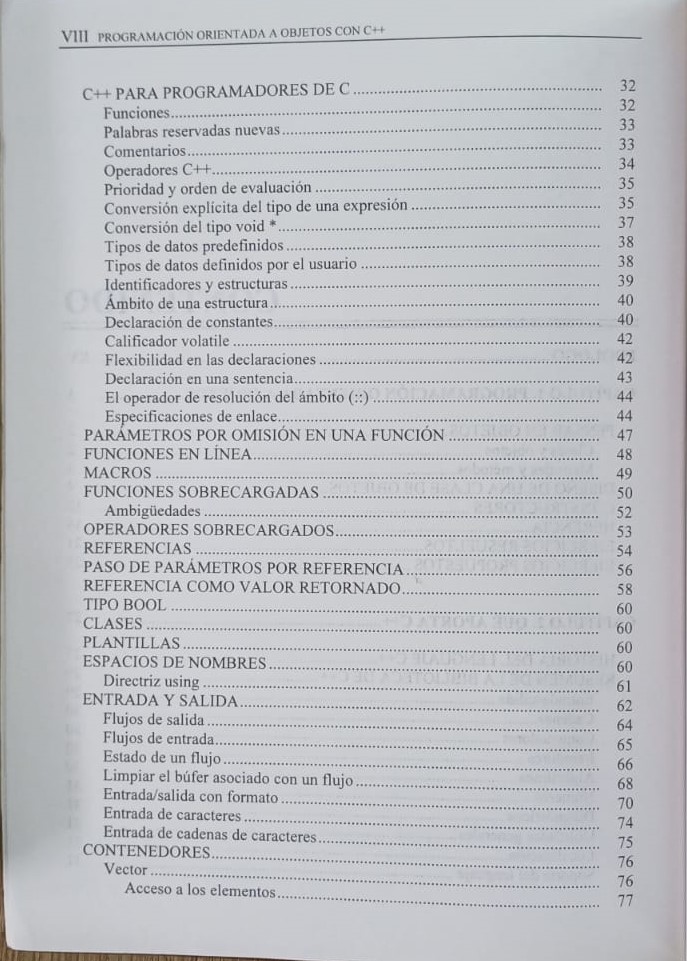 VIII PROGRAMACIÓN ORIENTADA A OBJETOS CON C++
C++ PARA PROGRAMADORES DE C ........ 32
Funciones ........ 32
Palabras reservadas nuevas ........ 33
Comentarios ........ 33
Operadores C++ ........ 34
Prioridad y orden de evaluación ........ 35
Conversión explícita del tipo de una expresión ........ 35
Conversión del tipo void * ........ 37
Tipos de datos predefinidos ........ 38
Tipos de datos definidos por el usuario ........ 38
Identificadores y estructuras ........ 39
Ámbito de una estructura ........ 40
Declaración de constantes ........ 40
Calificador volatile ........ 42
Flexibilidad en las declaraciones ........ 42
Declaración en una sentencia ........ 43
El operador de resolución del ámbito (::) ........ 44
Especificaciones de enlace ........ 44
PARÁMETROS POR OMISIÓN EN UNA FUNCIÓN ........ 47
FUNCIONES EN LÍNEA ........ 48
MACROS ........ 49
FUNCIONES SOBRECARGADAS ........ 50
Ambigüedades ........ 52
OPERADORES SOBRECARGADOS ........ 53
REFERENCIAS ........ 54
PASO DE PARÁMETROS POR REFERENCIA ........ 56
REFERENCIA COMO VALOR RETORNADO ........ 58
TIPO BOOL ........ 60
CLASES ........ 60
PLANTILLAS ........ 60
ESPACIOS DE NOMBRES ........ 60
Directriz using ........ 61
ENTRADA Y SALIDA ........ 62
Flujos de salida ........ 64
Flujos de entrada ........ 65
Estado de un flujo ........ 66
Limpiar el búfer asociado con un flujo ........ 68
Entrada/salida con formato ........ 70
Entrada de caracteres ........ 74
Entrada de cadenas de caracteres ........ 75
CONTENEDORES ........ 76
Vector ........ 76
Acceso a los elementos ........ 77